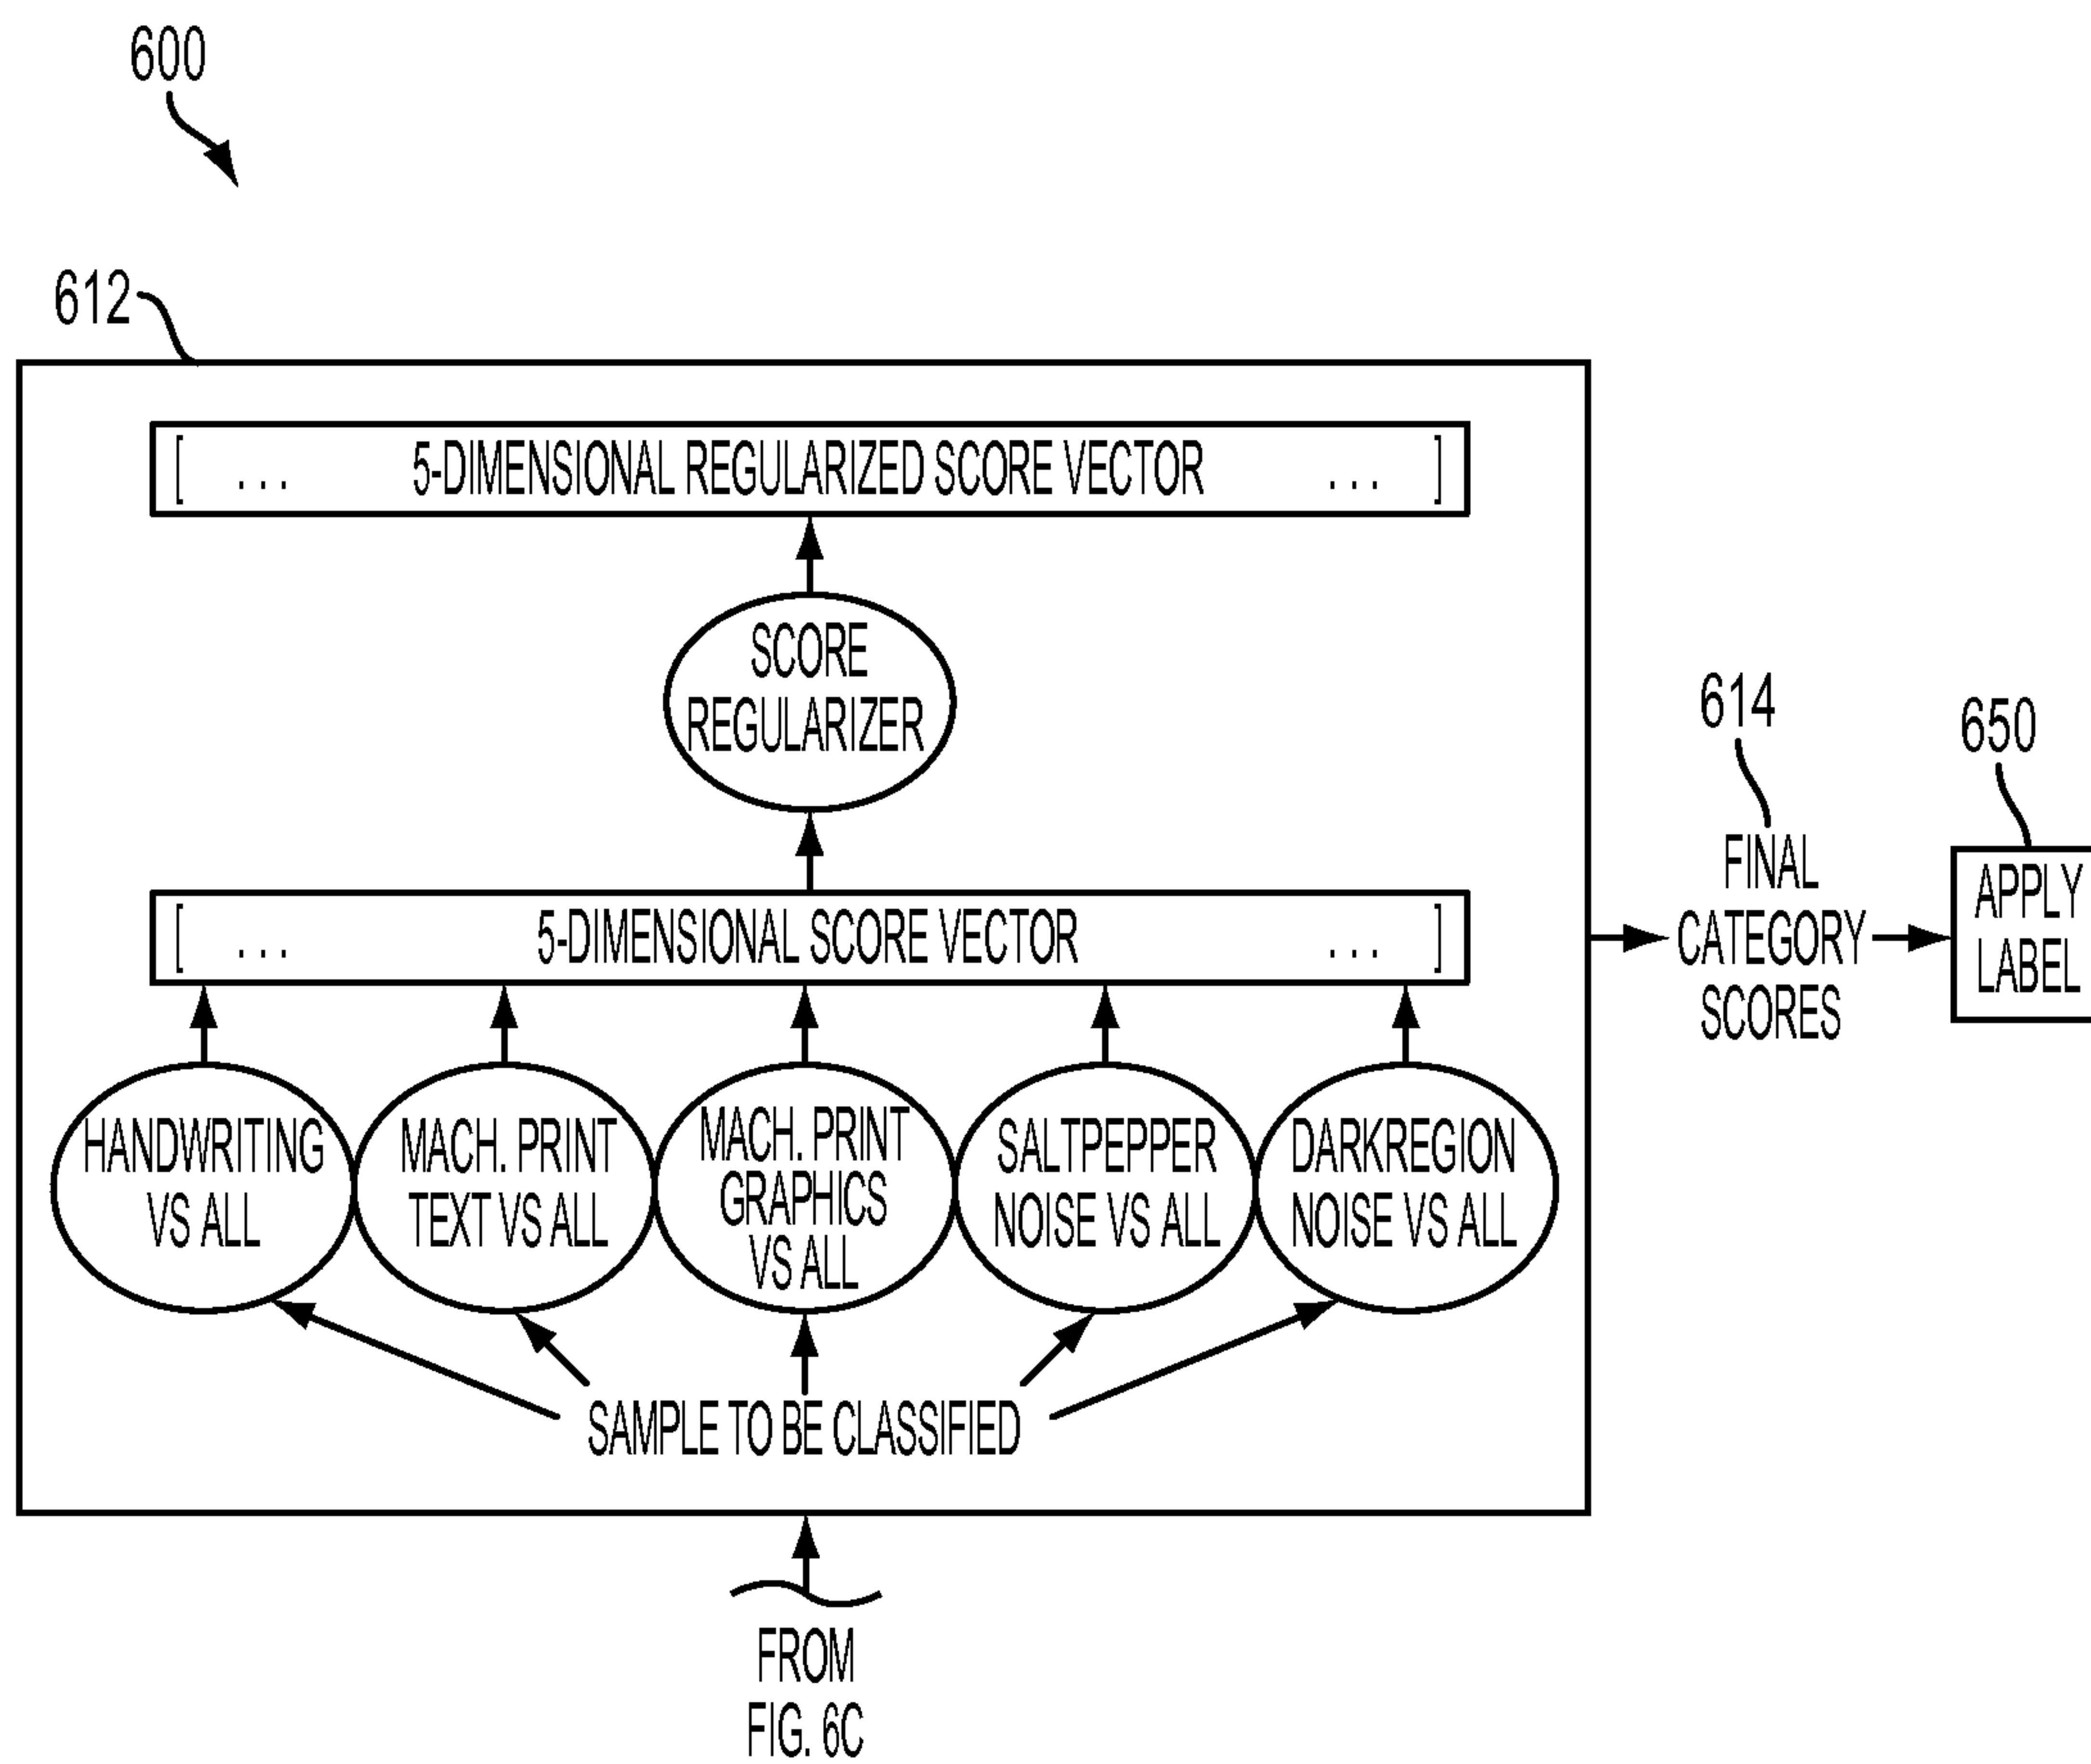 600
612
[ ... 5-DIMENSIONAL REGULARIZED SCORE VECTOR ... ]
SCORE
REGULARIZER
[ ... 5-DIMENSIONAL SCORE VECTOR ... ]
HANDWRITING
VS ALL
MACH. PRINT
TEXT VS ALL
MACH. PRINT
GRAPHICS
VS ALL
SALTPEPPER
NOISE VS ALL
DARKREGION
NOISE VS ALL
SAMPLE TO BE CLASSIFIED
FROM
FIG. 6C
614
FINAL
CATEGORY
SCORES
650
APPLY
LABEL